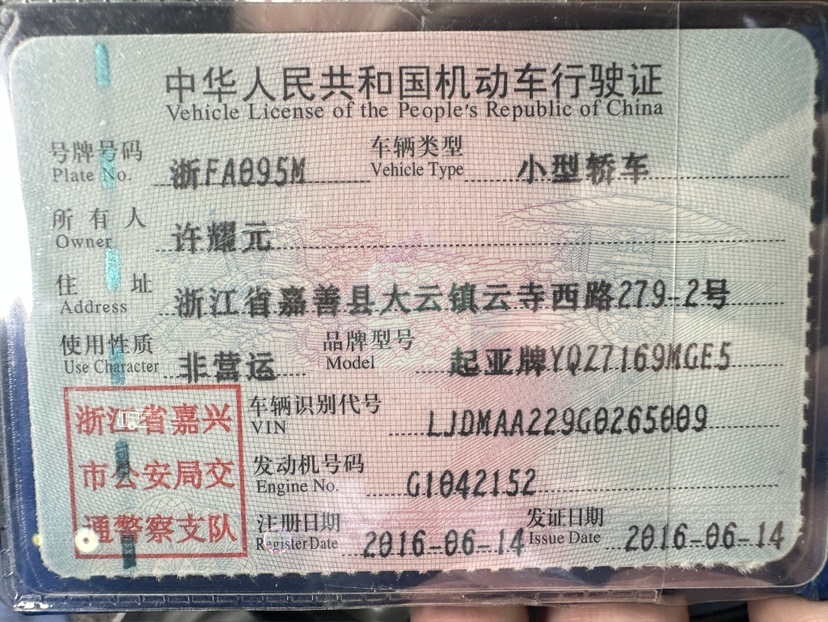 中华人民共和国机动车行驶证
Vehicle License of the People's Republic of China
号牌号码 浙FA095M 车辆类型 小型轿车
Plate No. Vehicle Type
所有人 许耀元
Owner
住址 浙江省嘉善县大云镇云寺西路279-2号
Address
使用性质 非营运 品牌型号 起亚牌YQZ7169MGE5
Use Character Model
浙江省嘉兴
市公安局交
通警察支队
车辆识别代号 LJDMAA229G0265009
VIN
发动机号码 G1042152
Engine No.
注册日期 2016-06-14 发证日期 2016-06-14
Register Date Issue Date